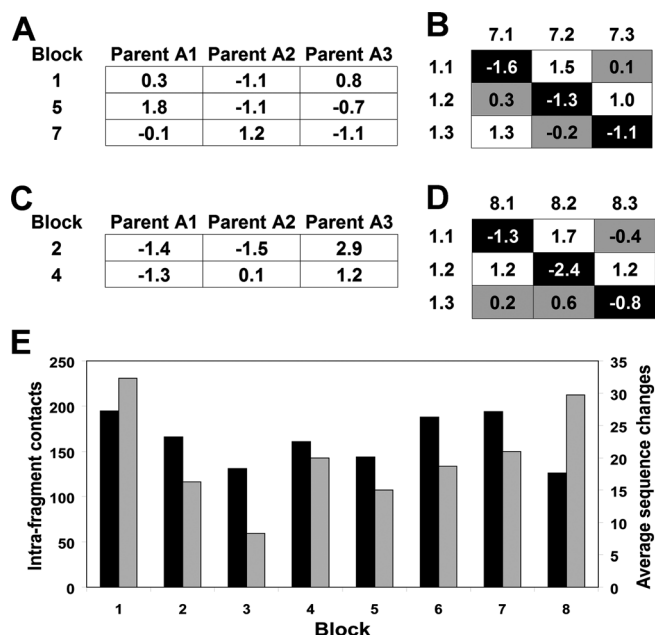 A
Block Parent A1 Parent A2 Parent A3
1 0.3 -1.1 0.8
5 1.8 -1.1 -0.7
7 -0.1 1.2 -1.1
B
7.1 7.2 7.3
1.1 -1.6 1.5 0.1
1.2 0.3 -1.3 1.0
1.3 1.3 -0.2 -1.1
C
Block Parent A1 Parent A2 Parent A3
2 -1.4 -1.5 2.9
4 -1.3 0.1 1.2
D
8.1 8.2 8.3
1.1 -1.3 1.7 -0.4
1.2 1.2 -2.4 1.2
1.3 0.2 0.6 -0.8
E
Intra-fragment contacts
250
200
150
100
50
0
35
30
25
20
15
10
5
0
Average sequence changes
1 2 3 4 5 6 7 8
Block